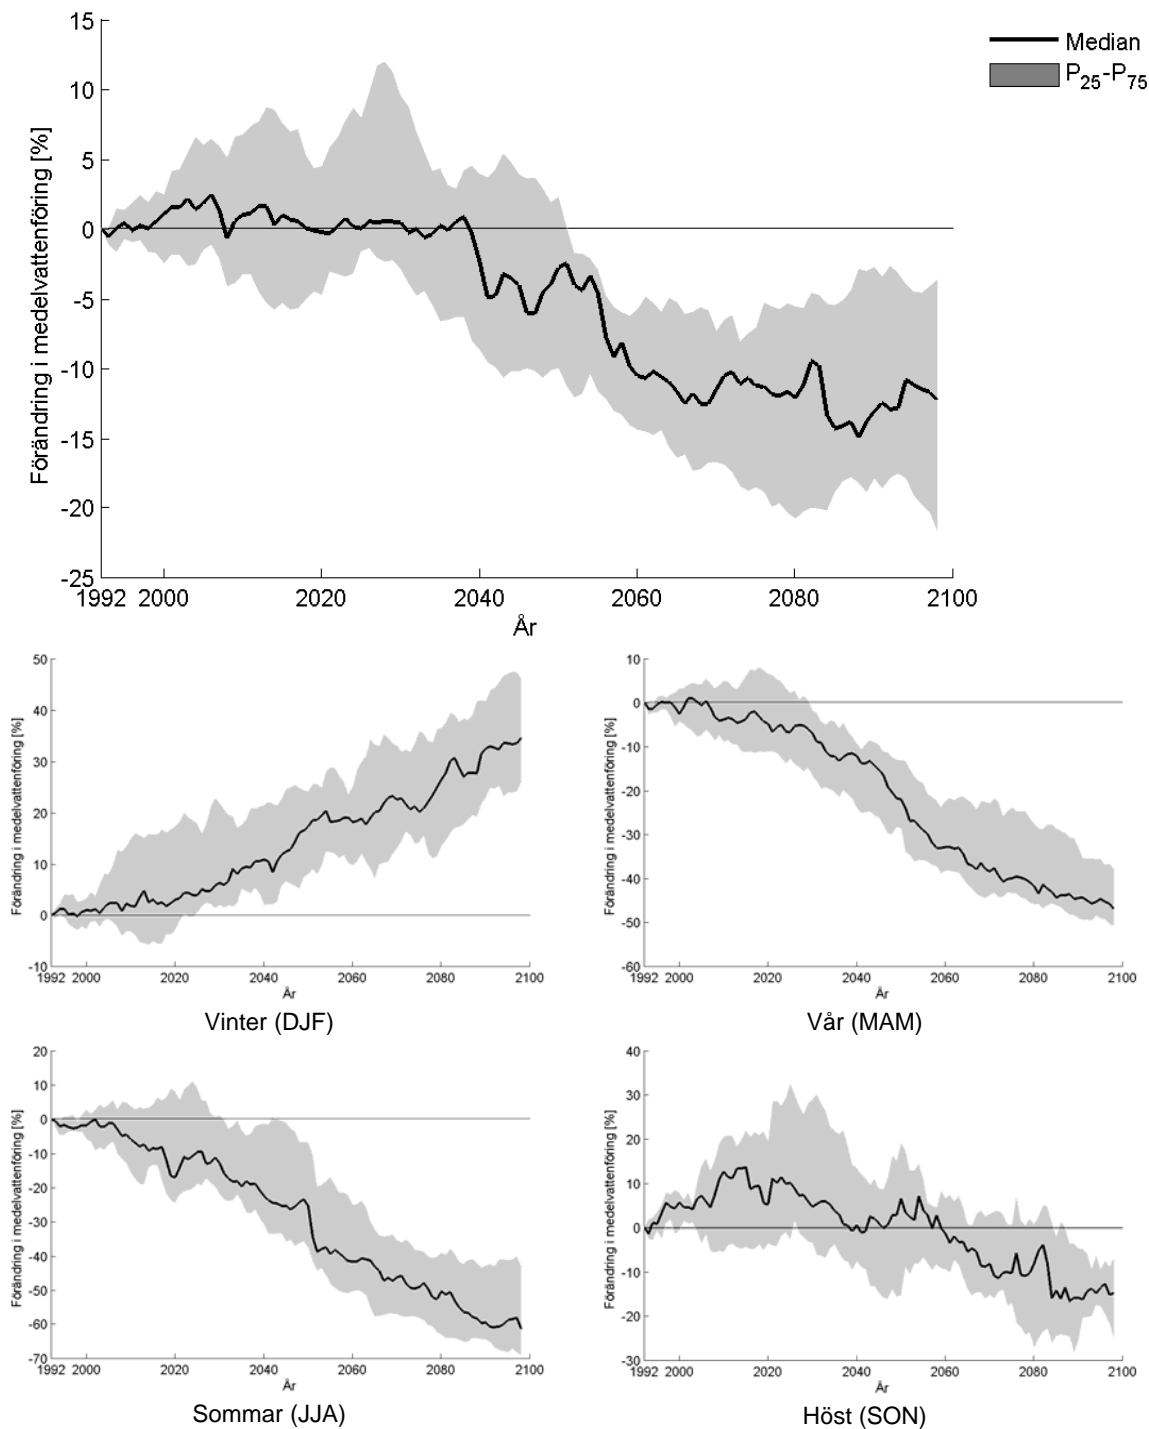 Median
P25-P75
Förändring i medelvattenföring [%]
15
10
5
0
-5
-10
-15
-20
-25
1992 2000 2020 2040 2060 2080 2100
År
Förändring i medelvattenföring [%]
50
40
30
20
10
0
-10
1992 2000 2020 2040 2060 2080 2100
År
Vinter (DJF)
Förändring i medelvattenföring [%]
10
0
-10
-20
-30
-40
-50
-60
1992 2000 2020 2040 2060 2080 2100
År
Vår (MAM)
Förändring i medelvattenföring [%]
20
10
0
-10
-20
-30
-40
-50
-60
-70
1992 2000 2020 2040 2060 2080 2100
År
Sommar (JJA)
Förändring i medelvattenföring [%]
40
30
20
10
0
-10
-20
-30
1992 2000 2020 2040 2060 2080 2100
År
Höst (SON)